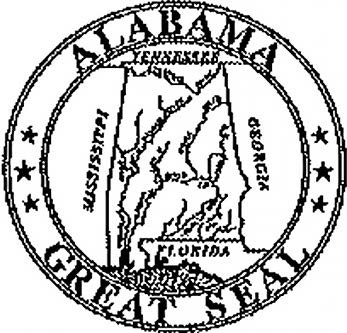 ALABAMA
TENNESSEE
MISSISSIPPI
GEORGIA
FLORIDA
GREAT SEAL